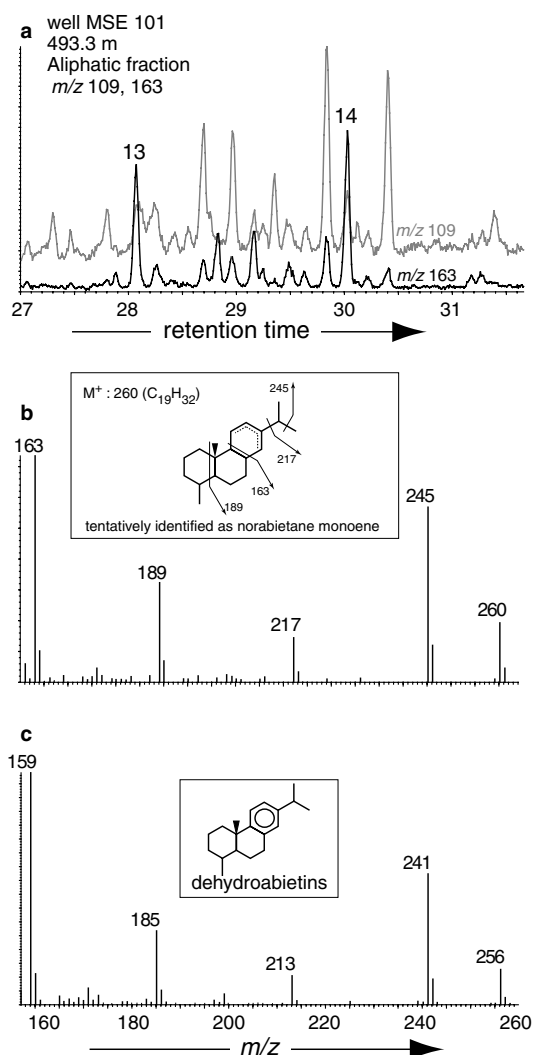 a
well MSE 101
493.3 m
Aliphatic fraction
m/z 109, 163
13
14
m/z 109
m/z 163
27 28 29 30 31
retention time
b
M+ : 260 (C19H32)
245
217
163
189
tentatively identified as norabietane monoene
163
189
217
245
260
c
159
185
213
241
256
dehydroabietins
160 180 200 220 240 260
m/z